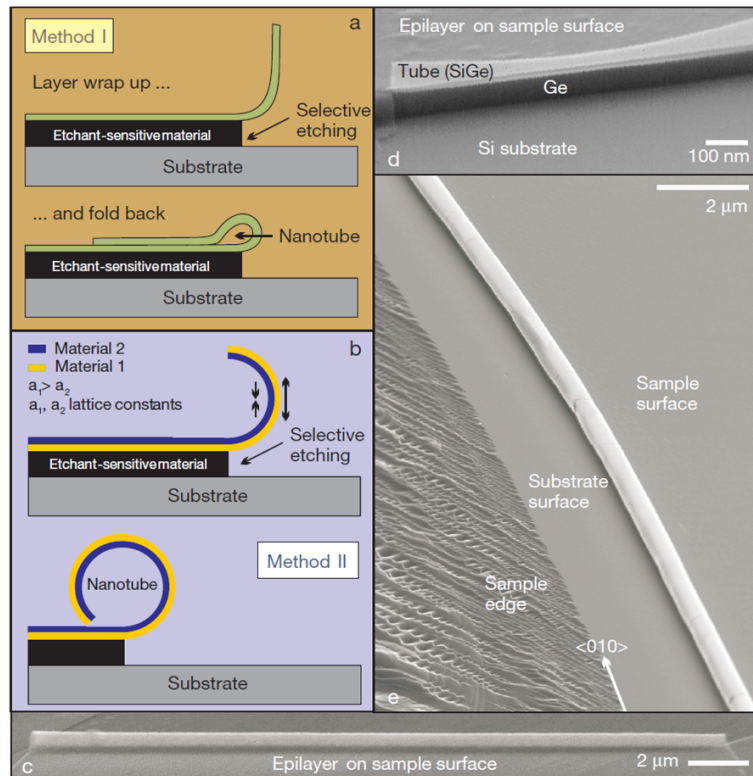 Method I
a
Layer wrap up ...
Selective
etching
Etchant-sensitive material
Substrate
... and fold back
Nanotube
Etchant-sensitive material
Substrate
b
Material 2
Material 1
a₁> a₂
a₁, a₂ lattice constants
Selective
etching
Etchant-sensitive material
Substrate
Method II
Nanotube
Substrate
c
Epilayer on sample surface
2 μm
Epilayer on sample surface
Tube (SiGe)
Ge
Si substrate
d
100 nm
2 μm
Sample
surface
Substrate
surface
Sample
edge
<010>
e